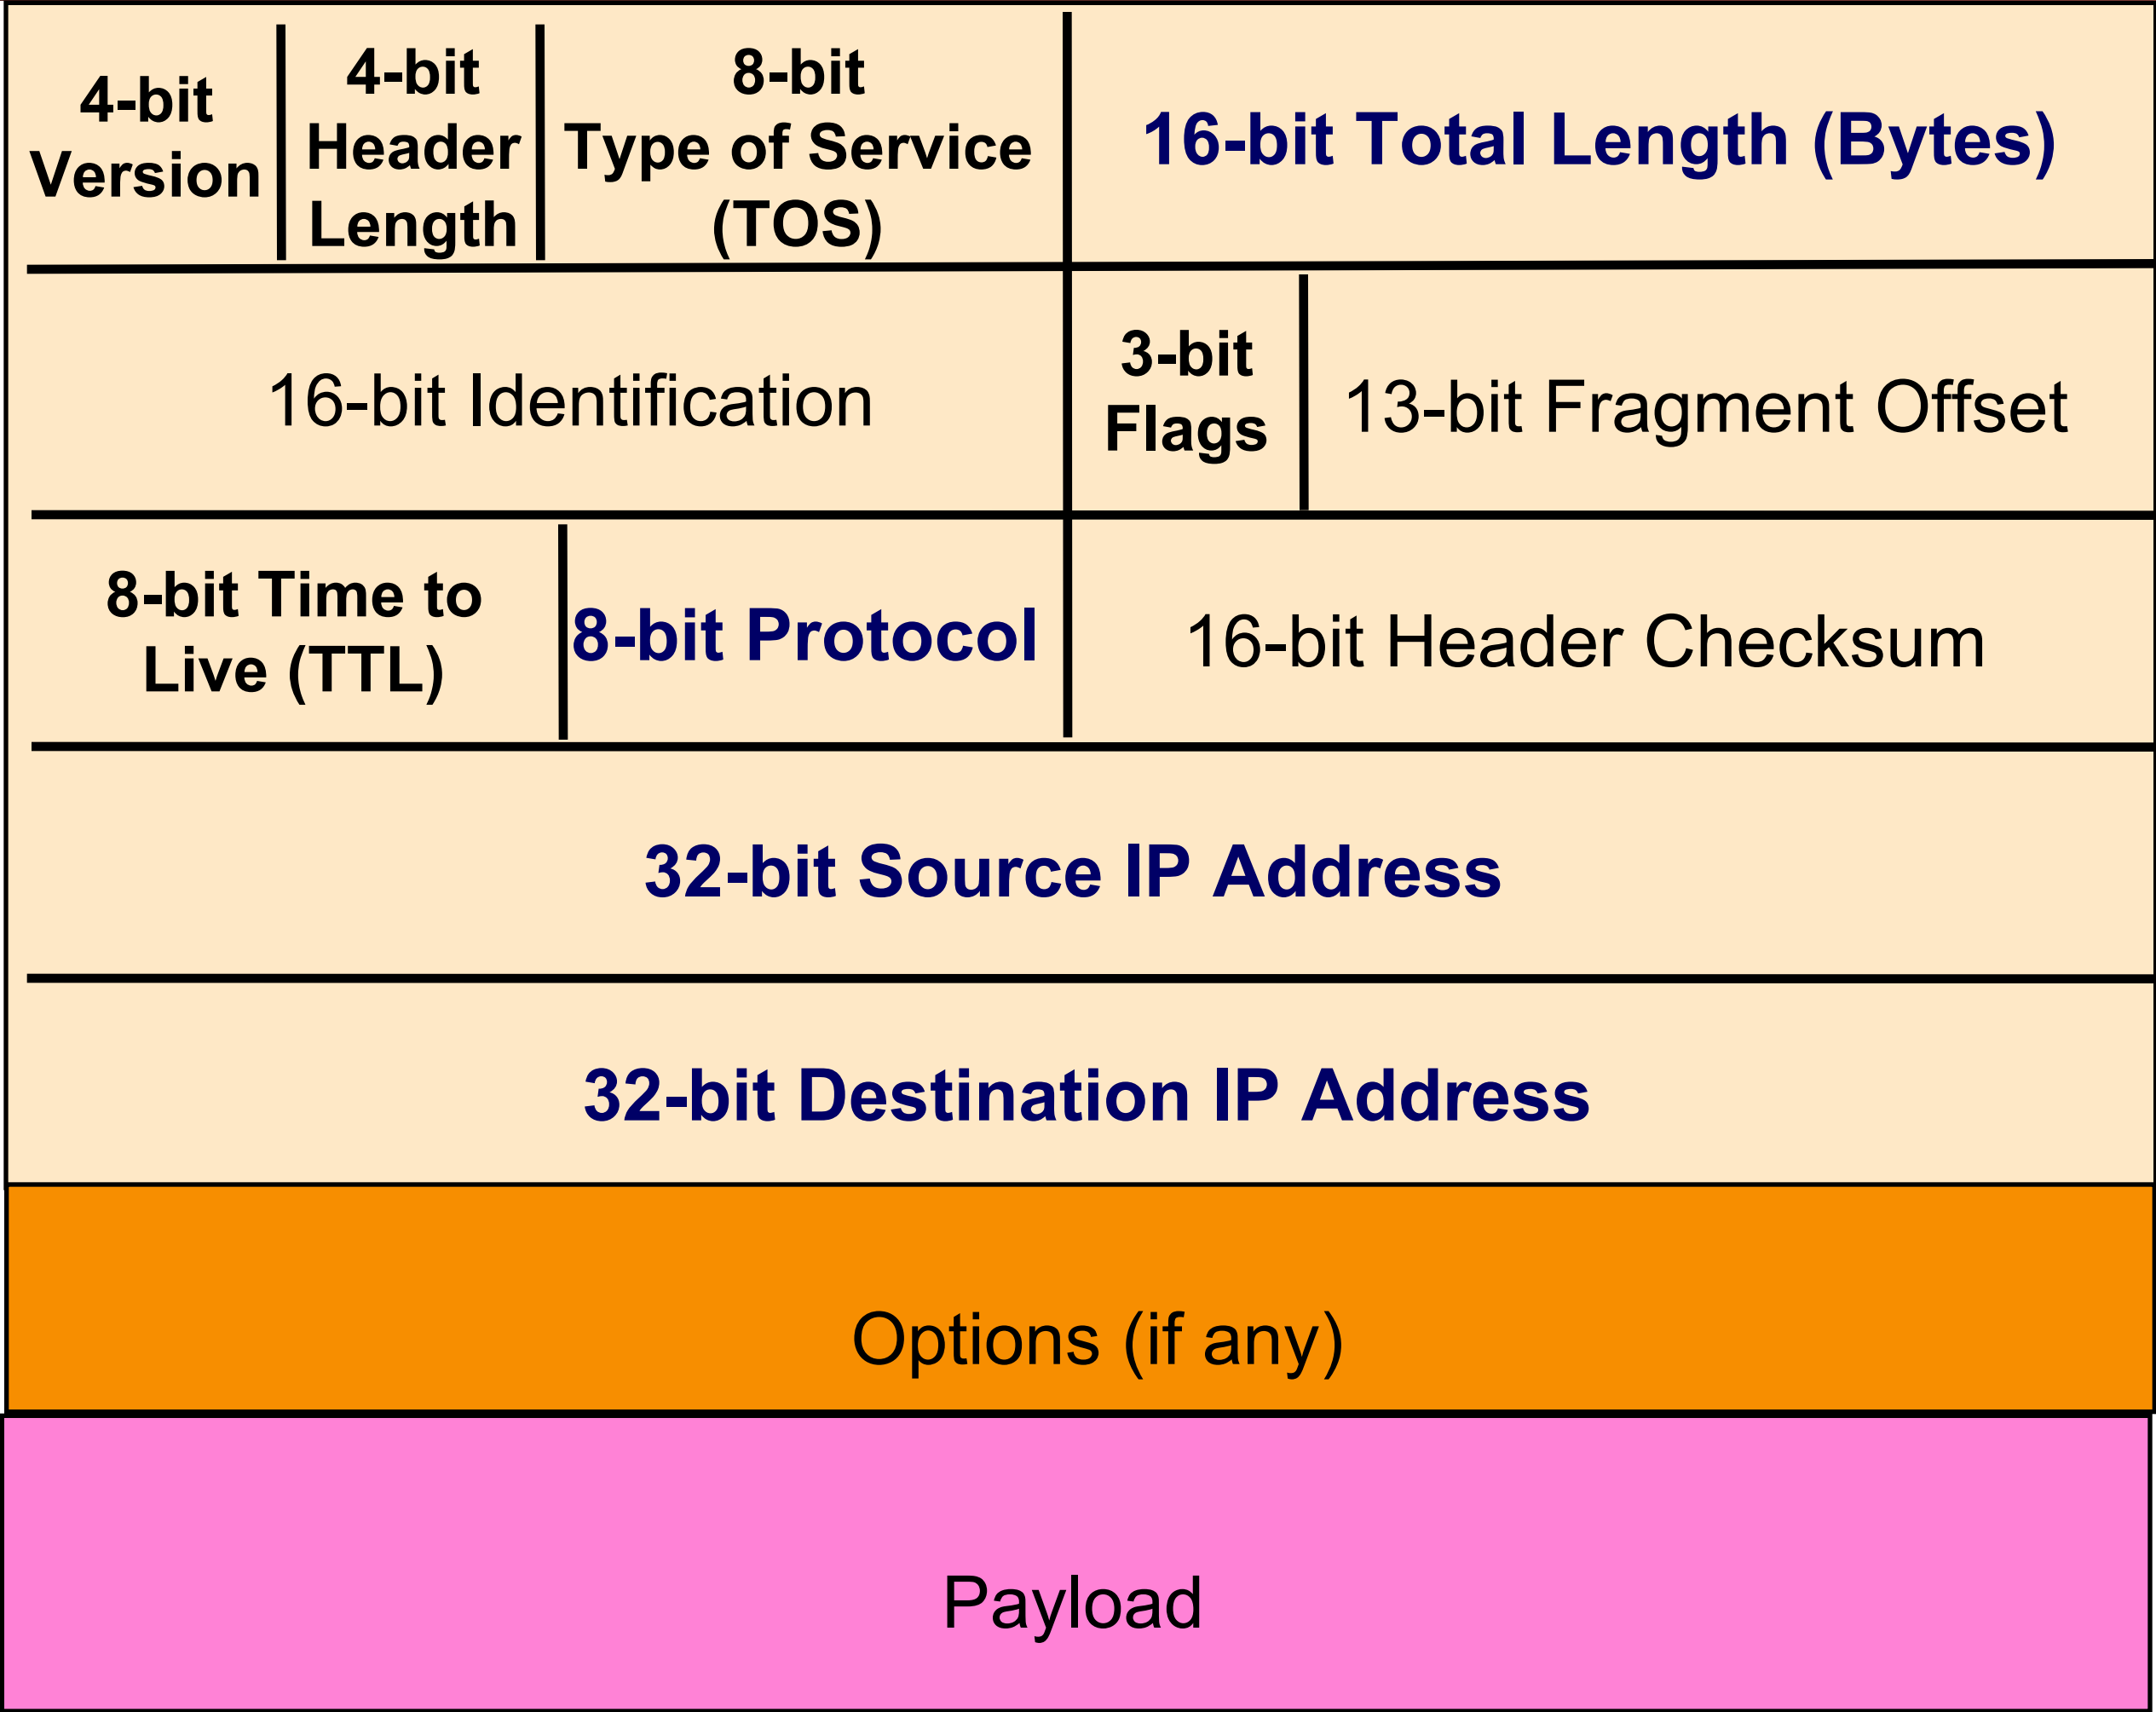 4-bit
Version
4-bit
Header
Length
8-bit
Type of Service
(TOS)
16-bit Total Length (Bytes)
16-bit Identification
3-bit
Flags
13-bit Fragment Offset
8-bit Time to
Live (TTL)
8-bit Protocol
16-bit Header Checksum
32-bit Source IP Address
32-bit Destination IP Address
Options (if any)
Payload